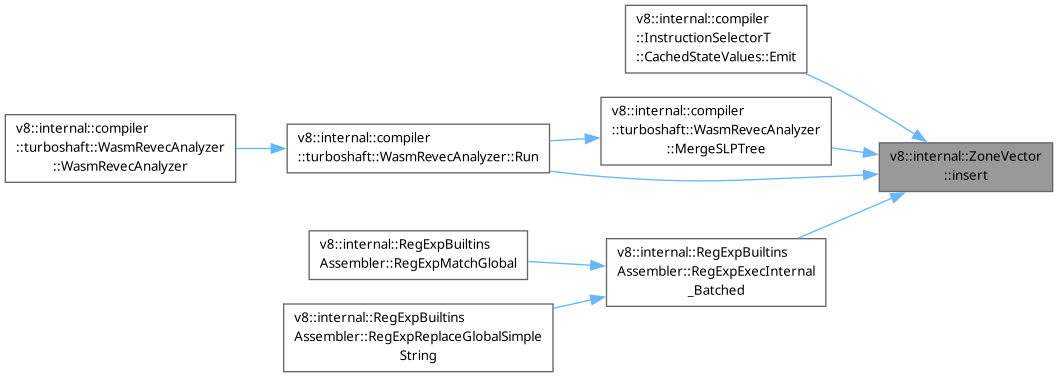 v8::internal::compiler
::InstructionSelectorT
::CachedStateValues::Emit
v8::internal::compiler
::turboshaft::WasmRevecAnalyzer
::MergeSLPTree
v8::internal::compiler
::turboshaft::WasmRevecAnalyzer
::WasmRevecAnalyzer
v8::internal::compiler
::turboshaft::WasmRevecAnalyzer::Run
v8::internal::ZoneVector
::insert
v8::internal::RegExpBuiltins
Assembler::RegExpMatchGlobal
v8::internal::RegExpBuiltins
Assembler::RegExpExecInternal
_Batched
v8::internal::RegExpBuiltins
Assembler::RegExpReplaceGlobalSimple
String